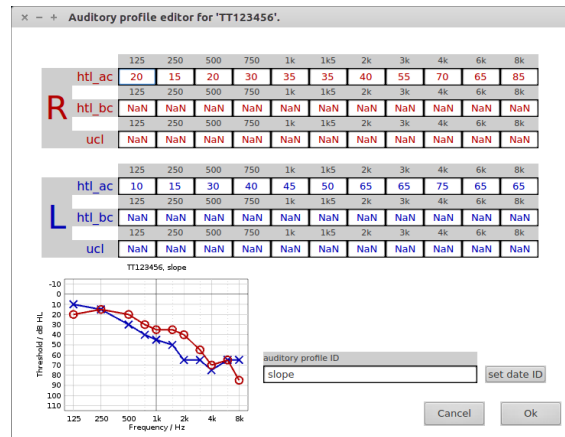 × − + Auditory profile editor for 'TT123456'.
125 250 500 750 1k 1k5 2k 3k 4k 6k 8k
R htl_ac 20 15 20 30 35 35 40 55 70 65 85
125 250 500 750 1k 1k5 2k 3k 4k 6k 8k
htl_bc NaN NaN NaN NaN NaN NaN NaN NaN NaN NaN NaN
125 250 500 750 1k 1k5 2k 3k 4k 6k 8k
ucl NaN NaN NaN NaN NaN NaN NaN NaN NaN NaN NaN
125 250 500 750 1k 1k5 2k 3k 4k 6k 8k
L htl_ac 10 15 30 40 45 50 65 65 75 65 65
125 250 500 750 1k 1k5 2k 3k 4k 6k 8k
htl_bc NaN NaN NaN NaN NaN NaN NaN NaN NaN NaN NaN
125 250 500 750 1k 1k5 2k 3k 4k 6k 8k
ucl NaN NaN NaN NaN NaN NaN NaN NaN NaN NaN NaN
TT123456, slope
Threshold / dB HL
-10
0
10
20
30
40
50
60
70
80
90
100
110
125 250 500 1k 2k 4k 8k
Frequency / Hz
auditory profile ID
slope set date ID
Cancel Ok